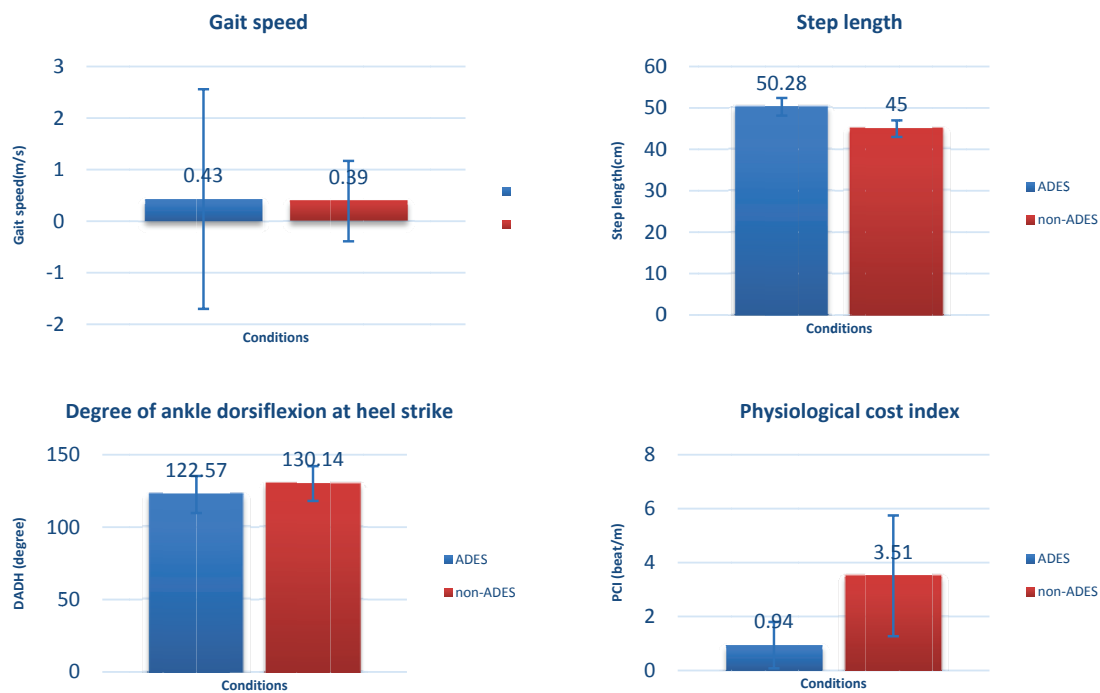 Gait speed
3
2
1
0
-1
-2
Gait speed(m/s)
0.43
0.39
Conditions
Step length
60
50
40
30
20
10
0
Step length(cm)
50.28
45
Conditions
ADES
non-ADES
Degree of ankle dorsiflexion at heel strike
150
100
50
0
DADH (degree)
122.57
130.14
Conditions
ADES
non-ADES
Physiological cost index
8
6
4
2
0
PCI (beat/m)
0.94
3.51
Conditions
ADES
non-ADES